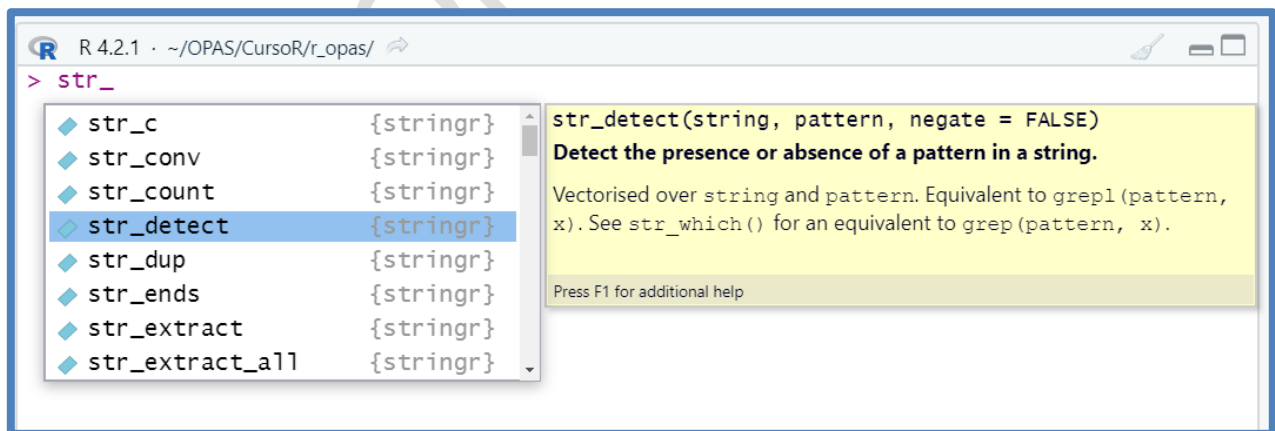 R 4.2.1 · ~/OPAS/CursoR/r_opas/
> str_
str_c {stringr}
str_conv {stringr}
str_count {stringr}
str_detect {stringr}
str_dup {stringr}
str_ends {stringr}
str_extract {stringr}
str_extract_all {stringr}
str_detect(string, pattern, negate = FALSE)
Detect the presence or absence of a pattern in a string.
Vectorised over string and pattern. Equivalent to grepl(pattern,
x). See str_which() for an equivalent to grep(pattern, x).
Press F1 for additional help